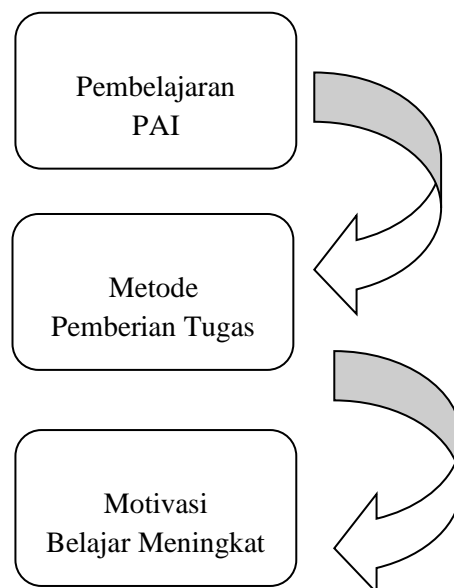 Pembelajaran
PAI
Metode
Pemberian Tugas
Motivasi
Belajar Meningkat